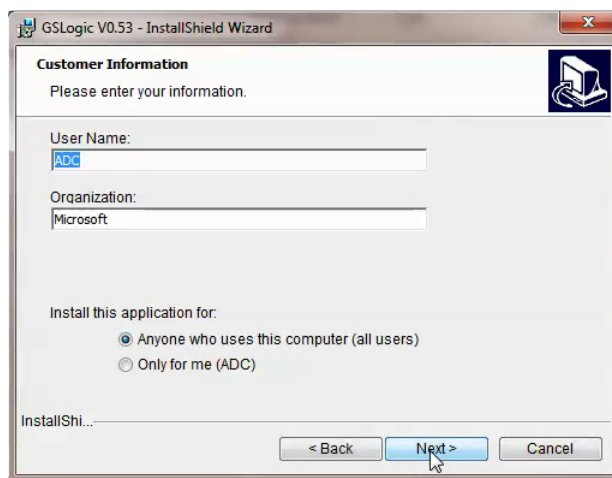 GSLogic V0.53 - InstallShield Wizard
Customer Information
Please enter your information.
User Name:
ADC
Organization:
Microsoft
Install this application for:
Anyone who uses this computer (all users)
Only for me (ADC)
InstallShi...
< Back Next > Cancel